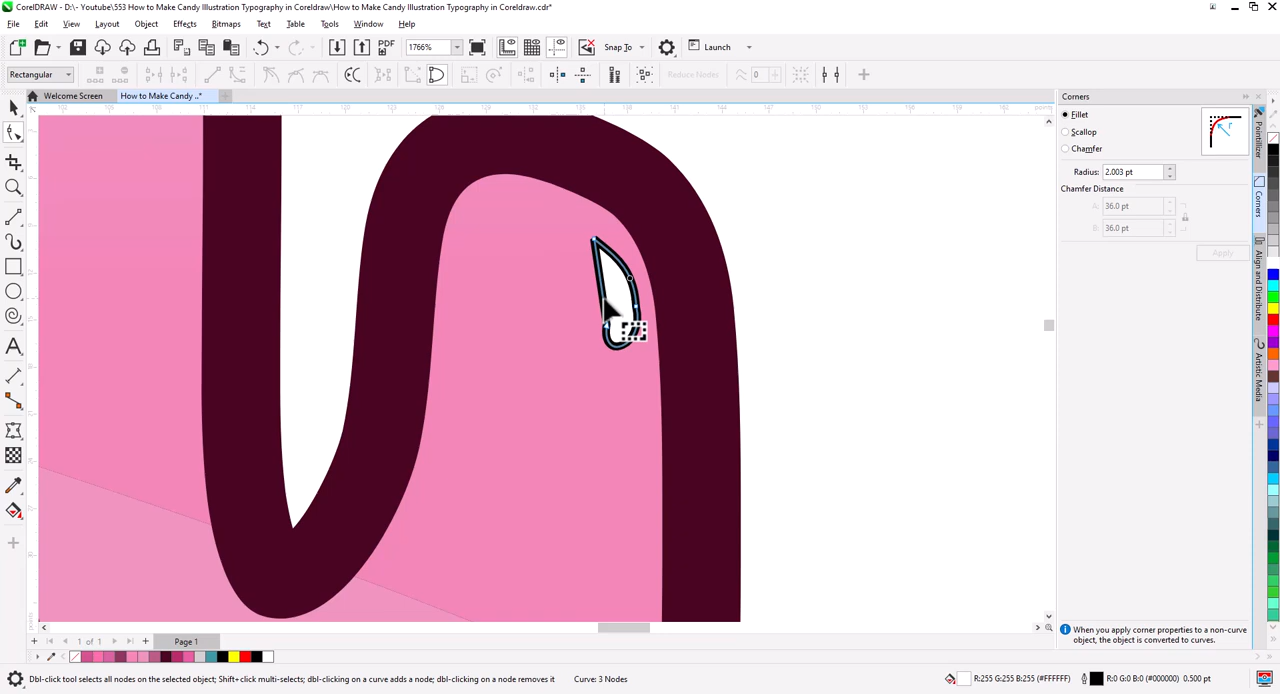 CorelDRAW - D:\- Youtube\553 How to Make Candy Illustration Typography in Coreldraw\How to Make Candy Illustration Typography in Coreldraw.cdr*
File Edit View Layout Object Effects Bitmaps Text Table Tools Window Help
PDF 1766% Snap To Launch
Rectangular Reduce Nodes 0
Welcome Screen How to Make Candy ..*
Corners
Fillet
Scallop
Chamfer
Radius: 2.003 pt
Chamfer Distance
A: 36.0 pt
B: 36.0 pt
Apply
Pointillizer
Corners
Align and Distribute
Artistic Media
1 of 1 Page 1
When you apply corner properties to a non-curve
object, the object is converted to curves.
Dbl-click tool selects all nodes on the selected object; Shift+click multi-selects; dbl-clicking on a curve adds a node; dbl-clicking on a node removes it
Curve: 3 Nodes
R:255 G:255 B:255 (#FFFFFF) R:0 G:0 B:0 (#000000) 0.500 pt